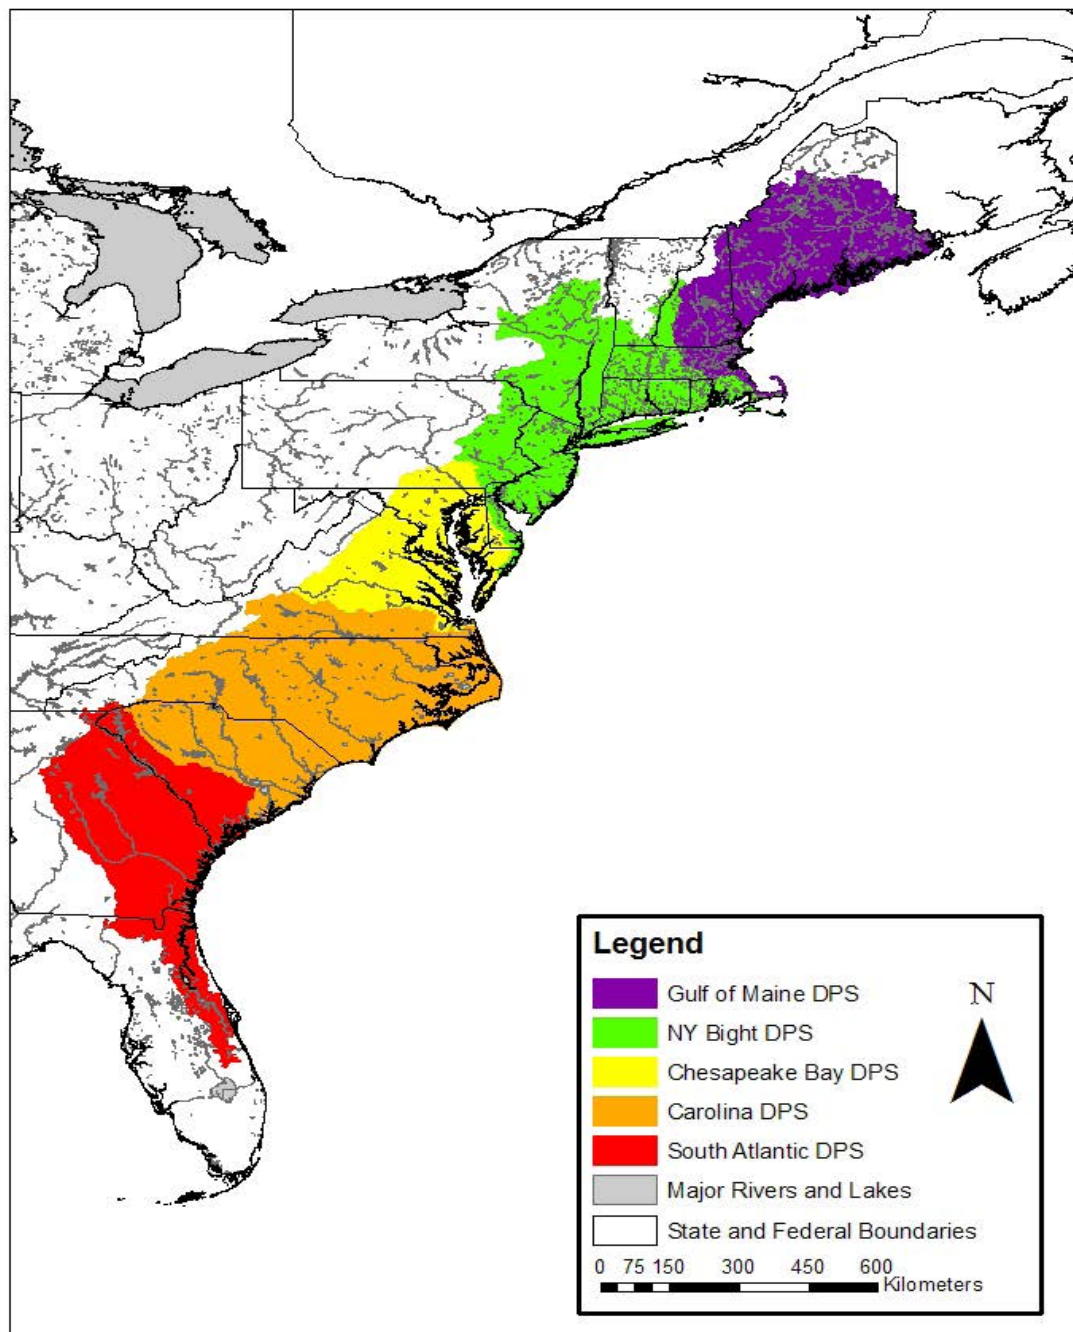 Legend
N
Gulf of Maine DPS
NY Bight DPS
Chesapeake Bay DPS
Carolina DPS
South Atlantic DPS
Major Rivers and Lakes
State and Federal Boundaries
0 75 150 300 450 600
Kilometers